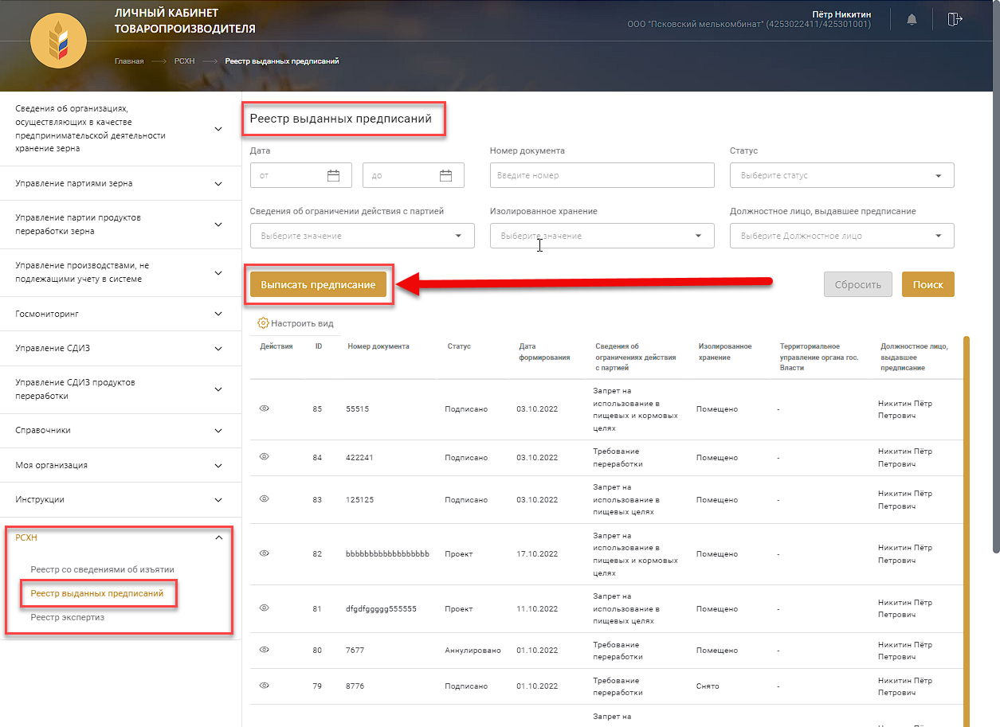 ЛИЧНЫЙ КАБИНЕТ
ТОВАРОПРОИЗВОДИТЕЛЯ
Пётр Никитин
ООО "Псковский мелькомбинат" (4253022411/425301001)
Главная
РСХН
Реестр выданных предписаний
Сведения об организациях,
осуществляющих в качестве
предпринимательской деятельности
хранение зерна
Управление партиями зерна
Управление партии продуктов
переработки зерна
Управление производствами, не
подлежащими учету в системе
Госмониторинг
Управление СДИЗ
Управление СДИЗ продуктов
переработки
Справочники
Моя организация
Инструкции
РСХН
Реестр со сведениями об изъятии
Реестр выданных предписаний
Реестр экспертиз
Реестр выданных предписаний
Дата
Номер документа
Статус
от
до
Введите номер
Выберите статус
Сведения об ограничении действия с партией
Изолированное хранение
Должностное лицо, выдавшее предписание
Выберите значение
Выберите значение
Выберите Должностное лицо
Выписать предписание
Сбросить
Поиск
Настроить вид
Действия
ID
Номер документа
Статус
Дата
формирования
Сведения об
ограничениях действия
с партией
Изолированное
хранение
Территориальное
управление органа гос.
Власти
Должностное лицо,
выдавшее
предписание
85
55515
Подписано
03.10.2022
Запрет на
использование в
пищевых и кормовых
целях
Помещено
-
Никитин Пётр
Петрович
84
422241
Подписано
03.10.2022
Требование
переработки
Помещено
-
Никитин Пётр
Петрович
83
125125
Подписано
03.10.2022
Запрет на
использование в
пищевых целях
Помещено
-
Никитин Пётр
Петрович
82
bbbbbbbbbbbbbbbbbb
Проект
17.10.2022
Запрет на
использование в
пищевых и кормовых
целях
Помещено
-
Никитин Пётр
Петрович
81
dfgdfggggg555555
Проект
11.10.2022
Запрет на
использование в
пищевых целях
Помещено
-
Никитин Пётр
Петрович
80
7677
Аннулировано
01.10.2022
Требование
переработки
Помещено
-
Никитин Пётр
Петрович
79
8776
Подписано
01.10.2022
Требование
переработки
Снято
-
Никитин Пётр
Петрович
Запрет на